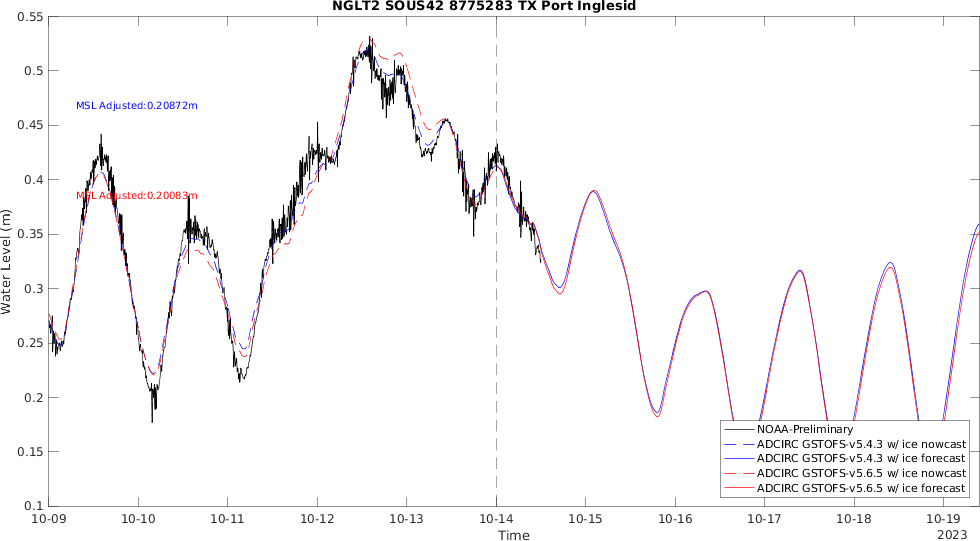 NGLT2 SOUS42 8775283 TX Port Inglesid
0.55
0.5
0.45
0.4
0.35
0.3
0.25
0.2
0.15
0.1
Water Level (m)
MSL Adjusted:0.20872m
MSL Adjusted:0.20083m
NOAA-Preliminary
ADCIRC GSTOFS-v5.4.3 w/ ice nowcast
ADCIRC GSTOFS-v5.4.3 w/ ice forecast
ADCIRC GSTOFS-v5.6.5 w/ ice nowcast
ADCIRC GSTOFS-v5.6.5 w/ ice forecast
10-09 10-10 10-11 10-12 10-13 10-14 10-15 10-16 10-17 10-18 10-19
Time
2023